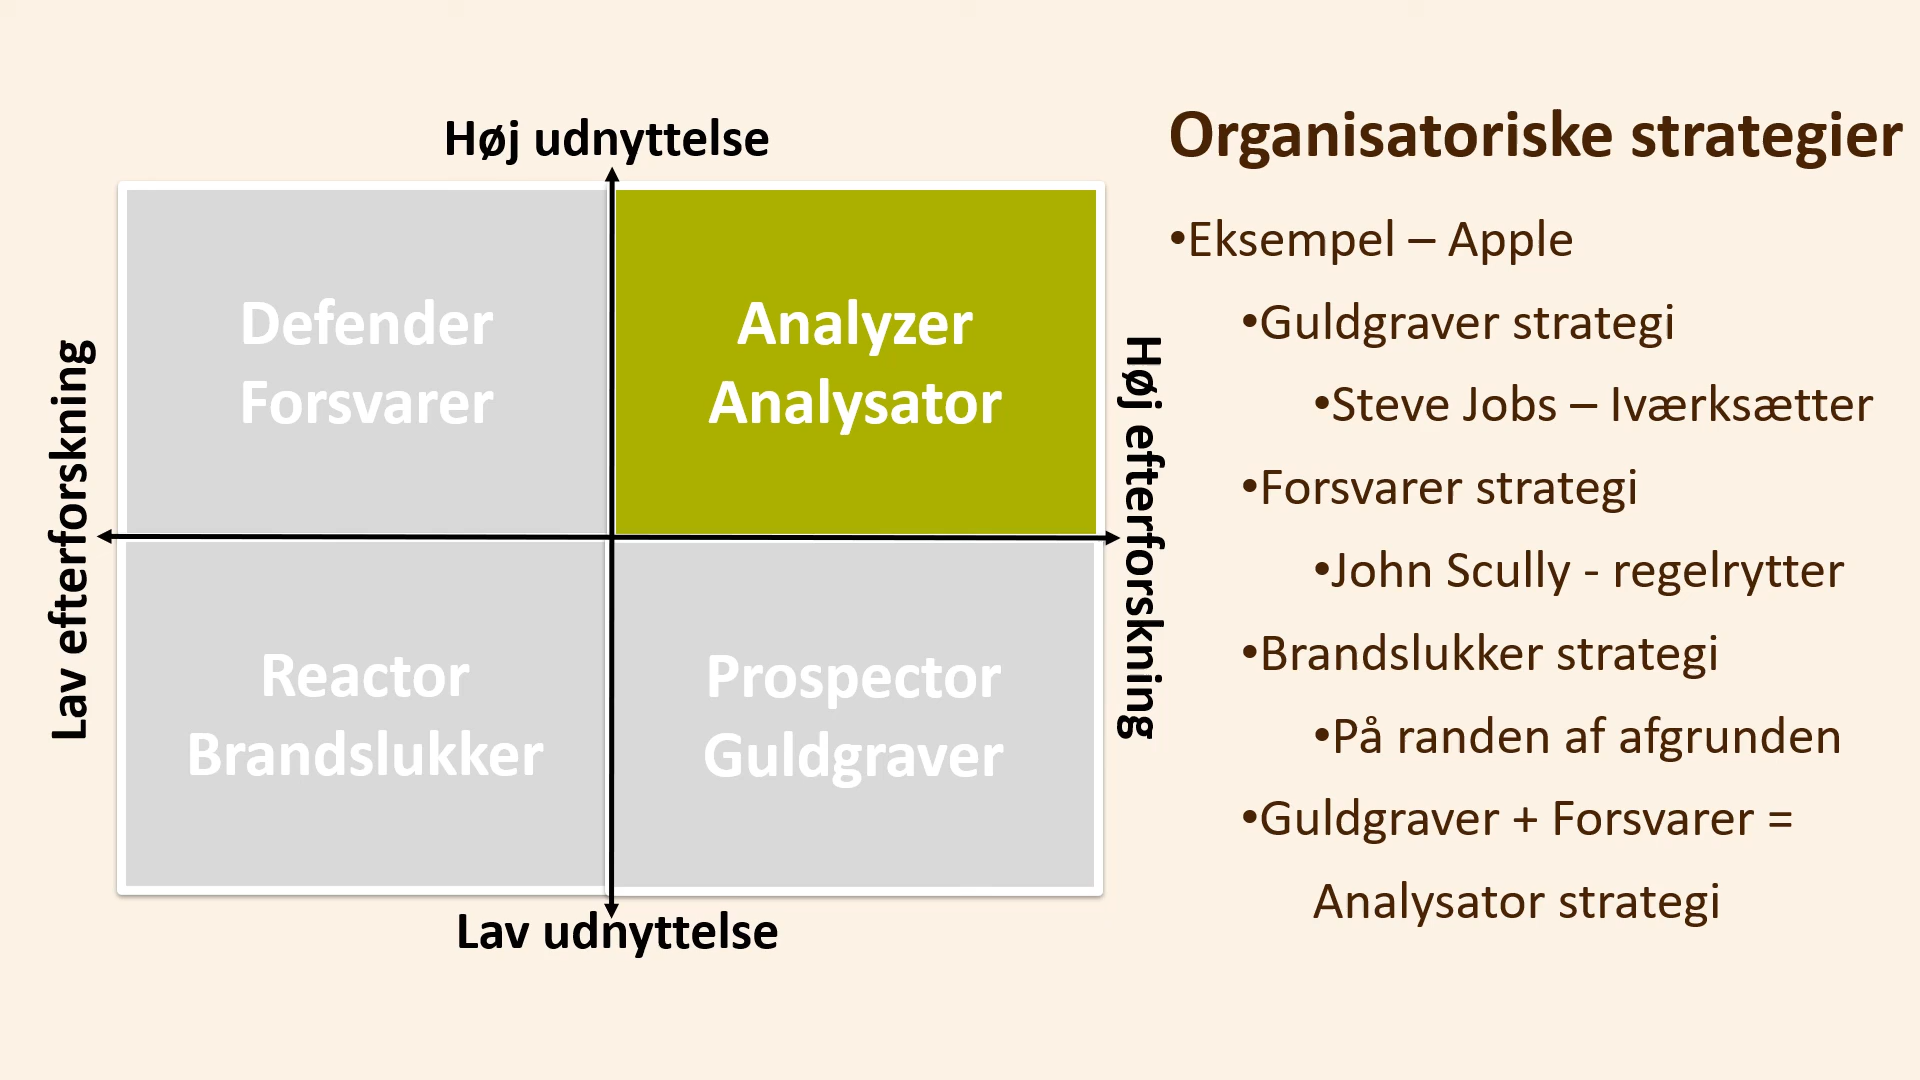 Høj udnyttelse
Defender
Forsvarer
Analyzer
Analysator
Lav efterforskning
Høj efterforskning
Reactor
Brandslukker
Prospector
Guldgraver
Lav udnyttelse
Organisatoriske strategier
•Eksempel – Apple
•Guldgraver strategi
•Steve Jobs – Iværksætter
•Forsvarer strategi
•John Scully - regelrytter
•Brandslukker strategi
•På randen af afgrunden
•Guldgraver + Forsvarer =
Analysator strategi